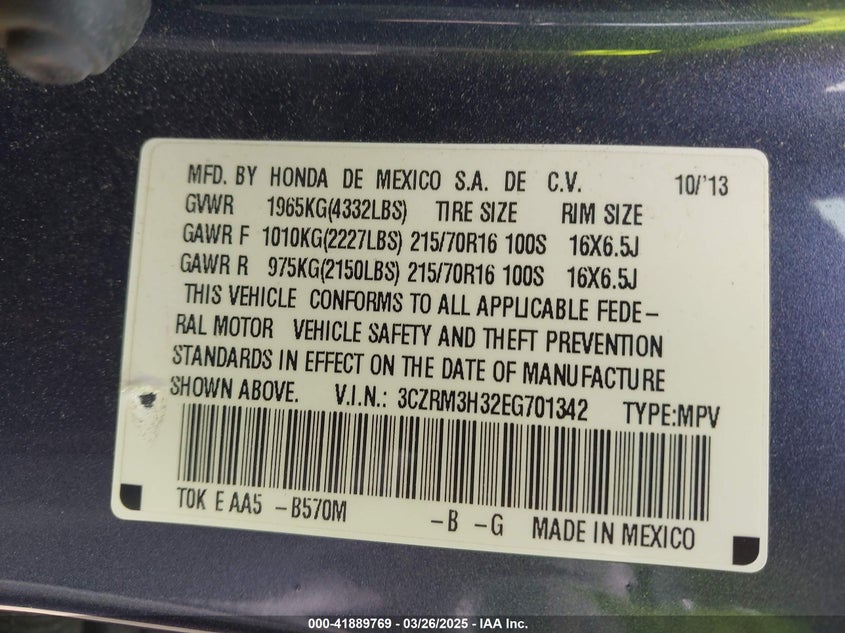 MFD. BY HONDA DE MEXICO S.A. DE C.V. 10/'13
GVWR 1965KG(4332LBS) TIRE SIZE RIM SIZE
GAWR F 1010KG(2227LBS) 215/70R16 100S 16X6.5J
GAWR R 975KG(2150LBS) 215/70R16 100S 16X6.5J
THIS VEHICLE CONFORMS TO ALL APPLICABLE FEDE-
RAL MOTOR VEHICLE SAFETY AND THEFT PREVENTION
STANDARDS IN EFFECT ON THE DATE OF MANUFACTURE
SHOWN ABOVE. V.I.N.: 3CZRM3H32EG701342 TYPE:MPV
T0K E AA5 -B570M -B -G MADE IN MEXICO
000-41889769 - 03/26/2025 - IAA Inc.